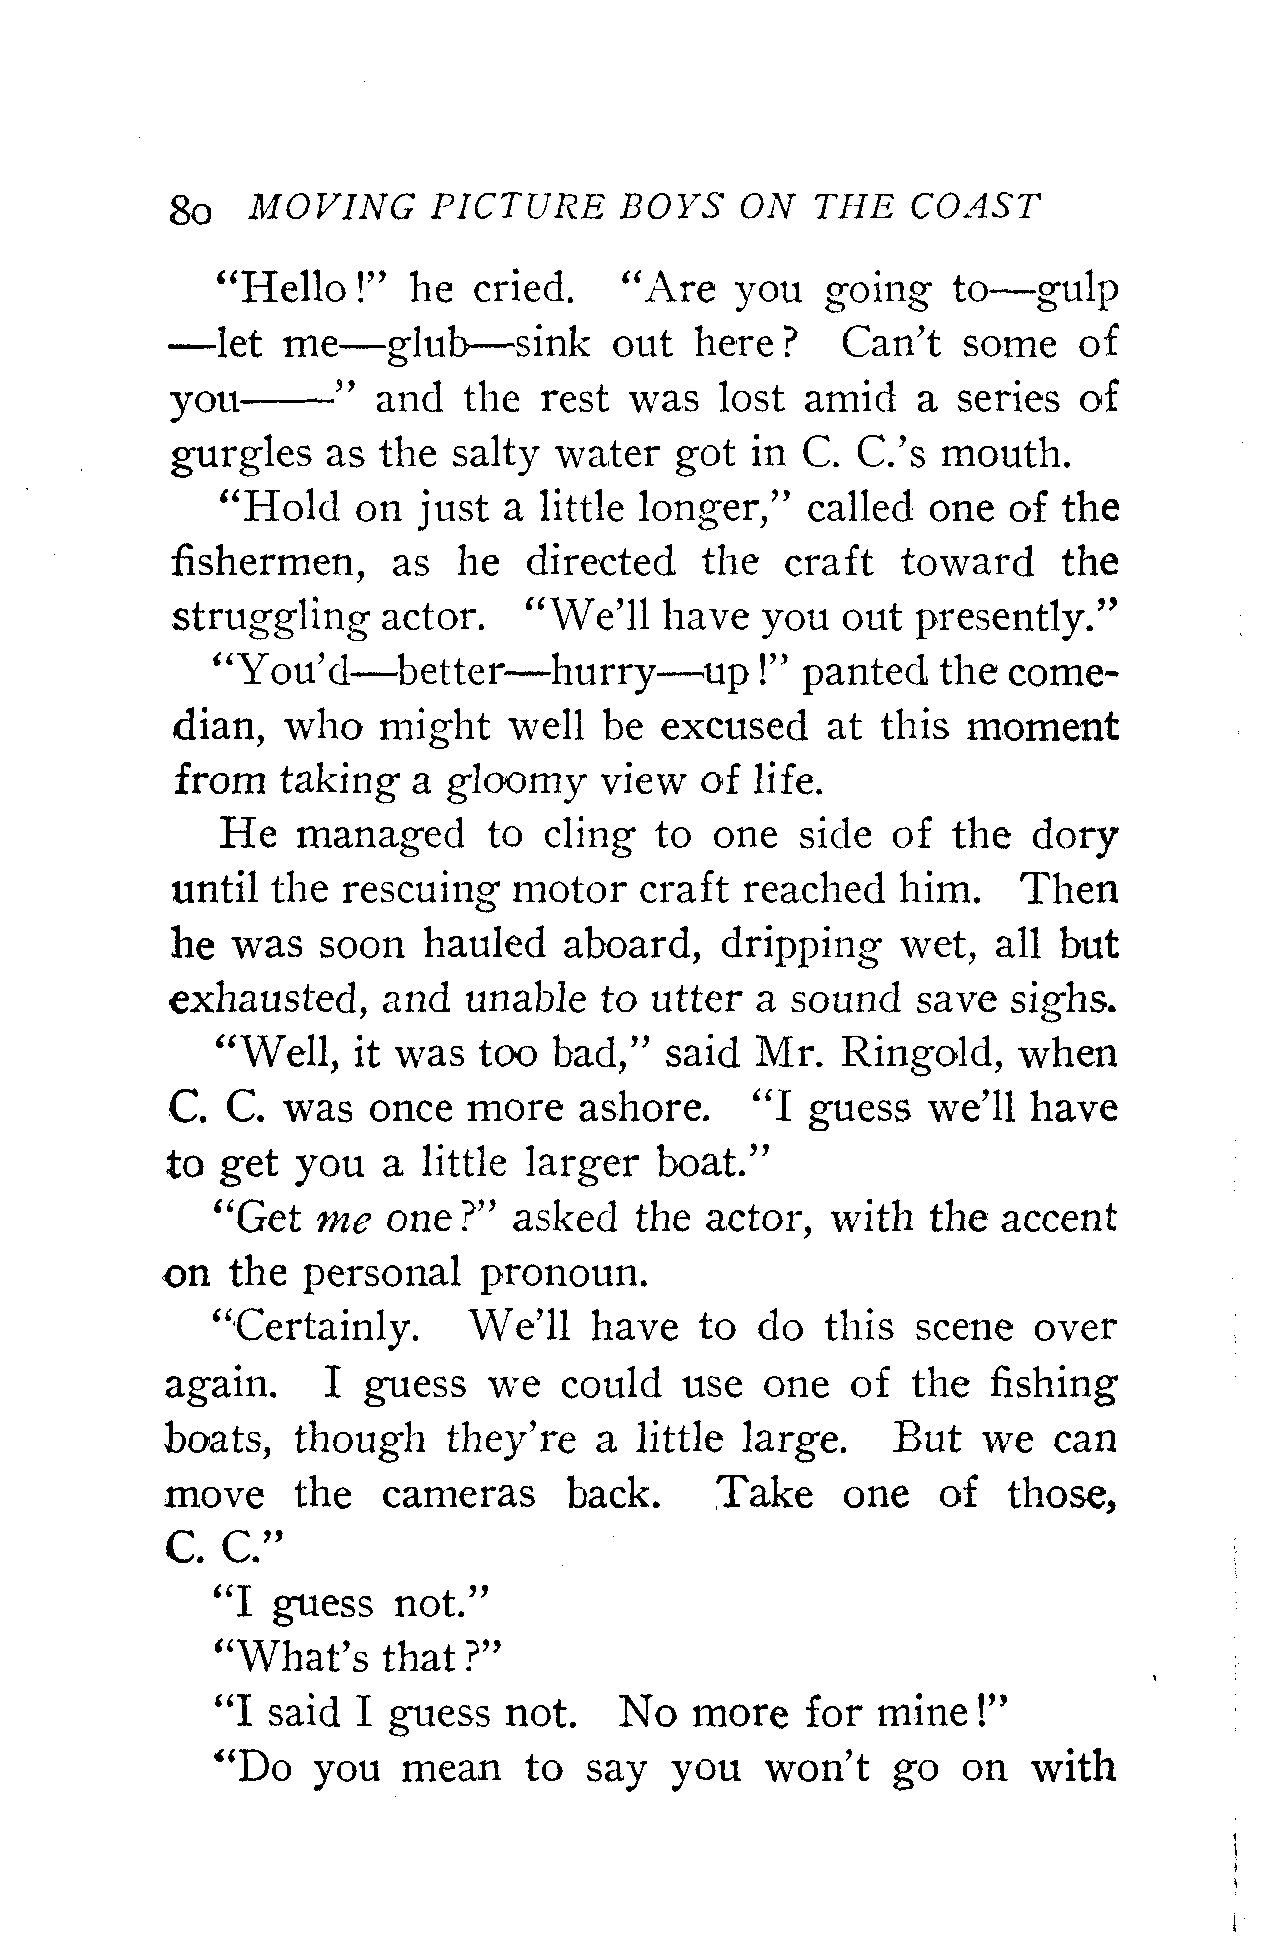 80 MOVING PICTURE BOYS ON THE COAST
“Hello!” he cried. “Are you going to—gulp
—let me—glub—sink out here? Can’t some of
you——” and the rest was lost amid a series of
gurgles as the salty water got in C. C.’s mouth.
“Hold on just a little longer,” called one of the
fishermen, as he directed the craft toward the
struggling actor. “We’ll have you out presently.”
“You’d—better—hurry—up!” panted the come-
dian, who might well be excused at this moment
from taking a gloomy view of life.
He managed to cling to one side of the dory
until the rescuing motor craft reached him. Then
he was soon hauled aboard, dripping wet, all but
exhausted, and unable to utter a sound save sighs.
“Well, it was too bad,” said Mr. Ringold, when
C. C. was once more ashore. “I guess we’ll have
to get you a little larger boat.”
“Get me one?” asked the actor, with the accent
on the personal pronoun.
“Certainly. We’ll have to do this scene over
again. I guess we could use one of the fishing
boats, though they’re a little large. But we can
move the cameras back. Take one of those,
C. C.”
“I guess not.”
“What’s that?”
“I said I guess not. No more for mine!”
“Do you mean to say you won’t go on with